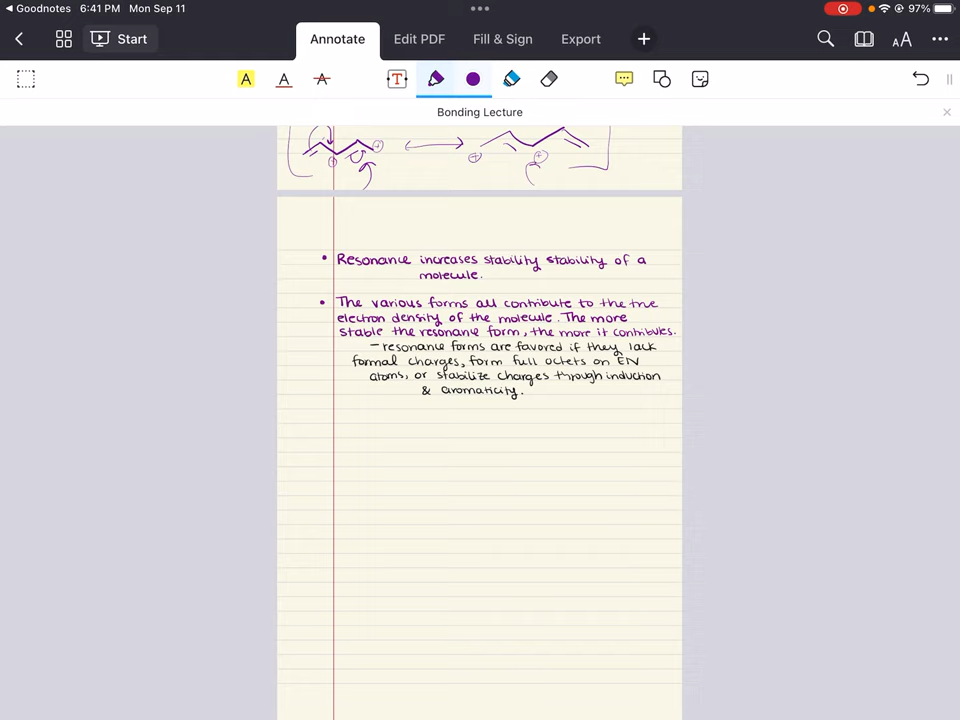 Goodnotes 6:41 PM Mon Sep 11 97%
Start Annotate Edit PDF Fill & Sign Export
A A A T
Bonding Lecture
• Resonance increases stability stability of a
molecule.
• The various forms all contribute to the true
electron density of the molecule. The more
stable the resonance form, the more it contributes.
- resonance forms are favored if they lack
formal charges, form full octets on EN
atoms, or stabilize charges through induction
& aromaticity.